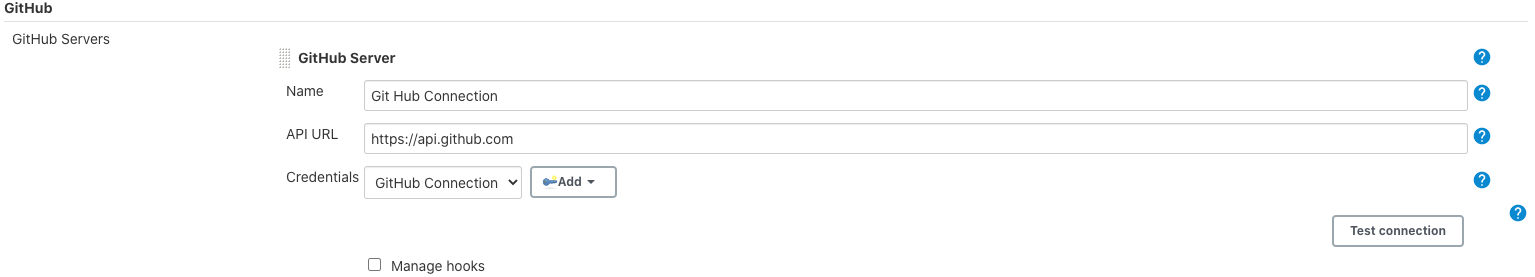 GitHub
GitHub Servers
GitHub Server
?
Name
Git Hub Connection
?
API URL
https://api.github.com
?
Credentials
GitHub Connection
Add
?
?
Test connection
Manage hooks